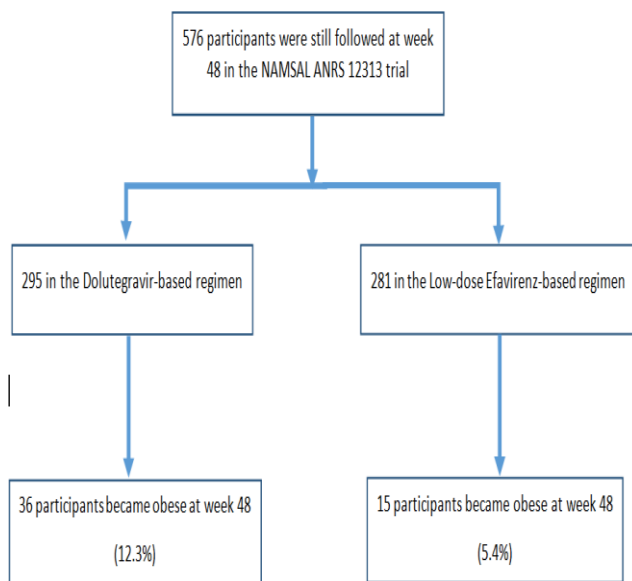 576 participants were still followed at week
48 in the NAMSAL ANRS 12313 trial
295 in the Dolutegravir-based regimen
281 in the Low-dose Efavirenz-based regimen
36 participants became obese at week 48
(12.3%)
15 participants became obese at week 48
(5.4%)